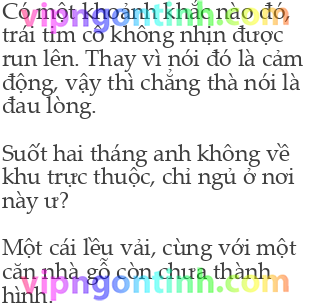 Có một khoảnh khắc nào đó,
trái tim cô không nhịn được
run lên. Thay vì nói đó là cảm
động, vậy thì chẳng thà nói là
đau lòng.
Suốt hai tháng anh không về
khu trực thuộc, chỉ ngủ ở nơi
này ư?
Một cái lều vải, cùng với một
căn nhà gỗ còn chưa thành
hình.
vipngontinh.com
vipngontinh.com